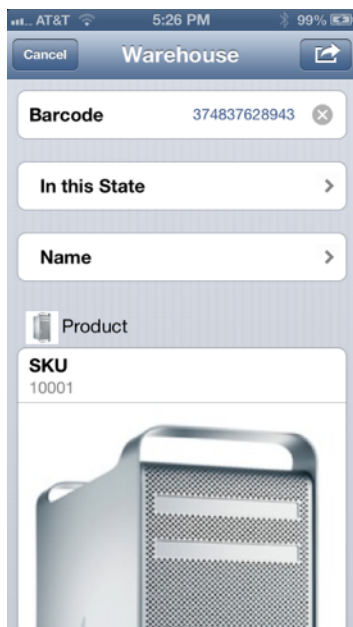 AT&T 5:26 PM 99%
Cancel Warehouse
Barcode 374837628943
In this State
Name
Product
SKU
10001